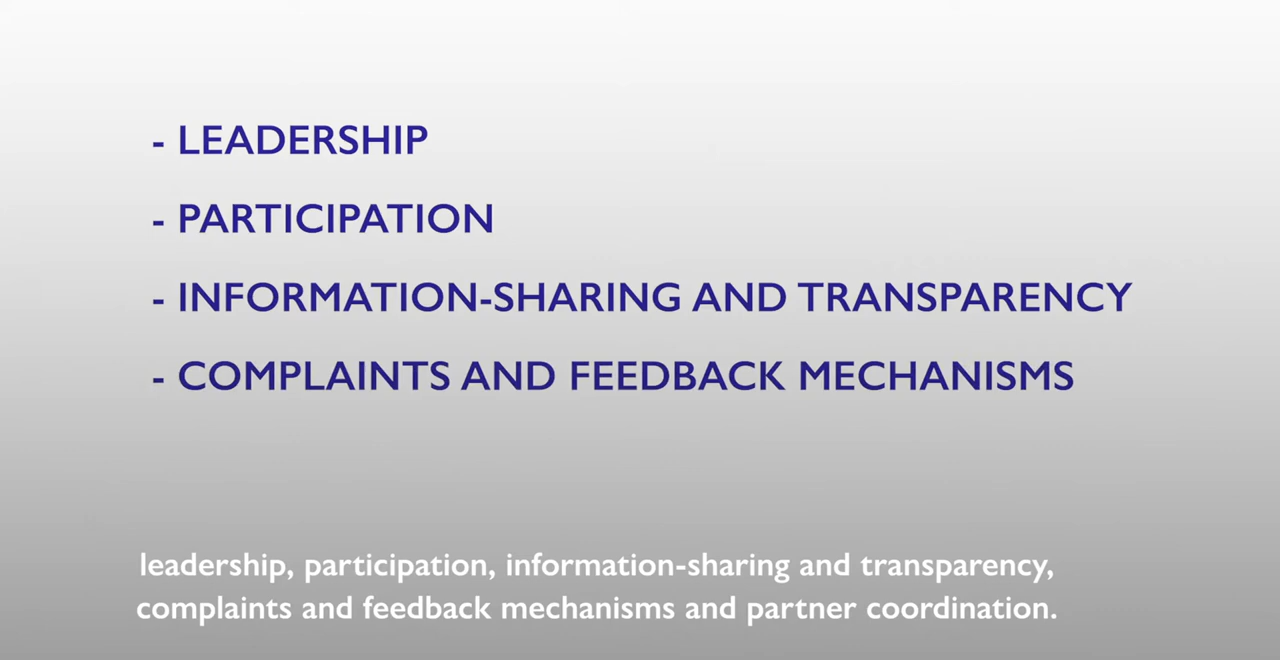 - LEADERSHIP
- PARTICIPATION
- INFORMATION-SHARING AND TRANSPARENCY
- COMPLAINTS AND FEEDBACK MECHANISMS
leadership, participation, information-sharing and transparency,
complaints and feedback mechanisms and partner coordination.